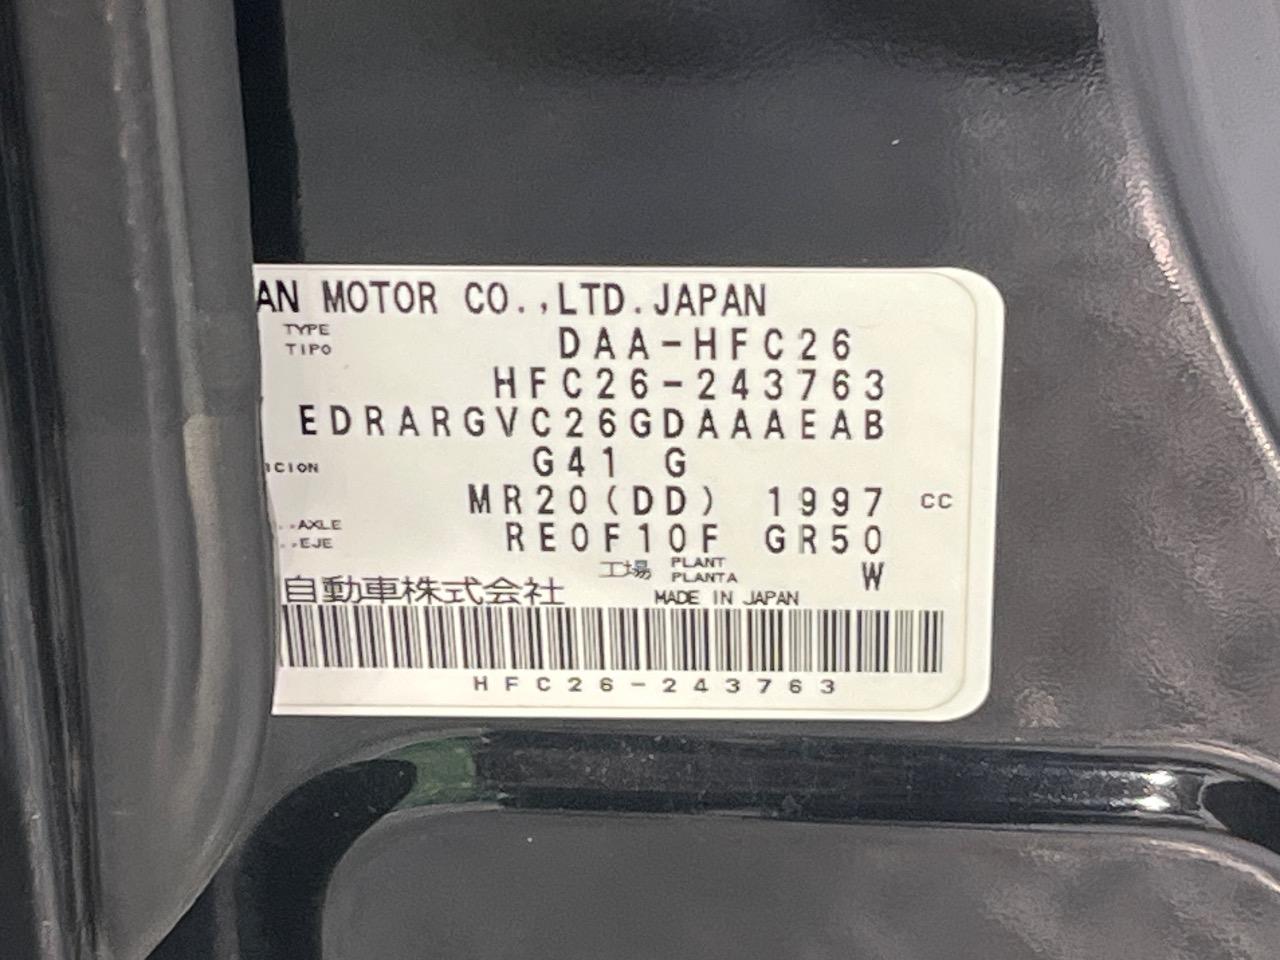 AN MOTOR CO.,LTD.JAPAN
TYPE
TIPO
DAA-HFC26
HFC26-243763
EDRARGVC26GDAAAEAB
ICION
G41 G
MR20(DD) 1997 CC
..AXLE
..EJE
RE0F10F GR50
工場 PLANT
PLANTA
W
自動車株式会社 MADE IN JAPAN
HFC26-243763